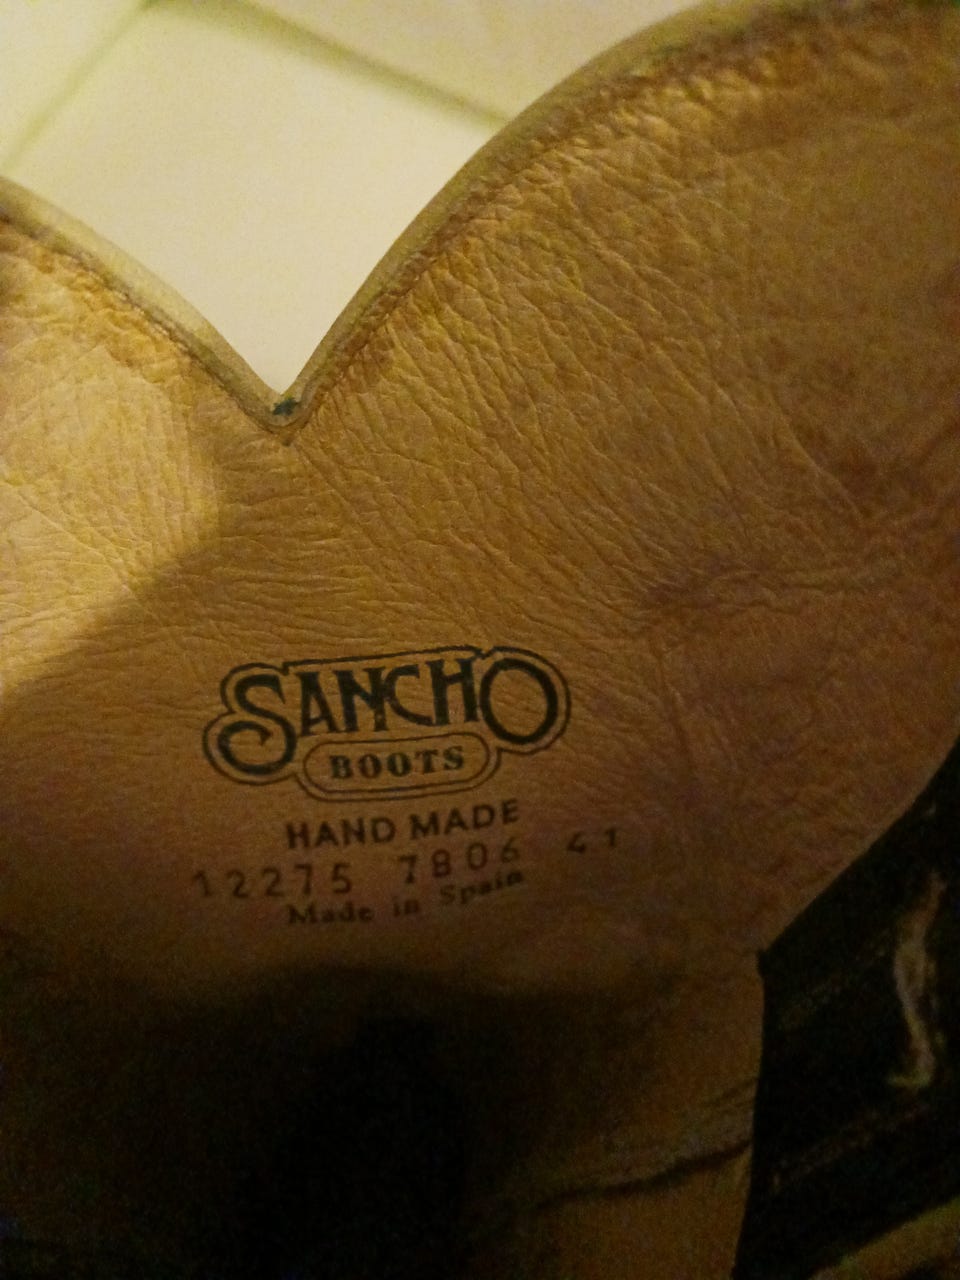 SANCHO
BOOTS
HAND MADE
12275 7806 41
Made in Spain